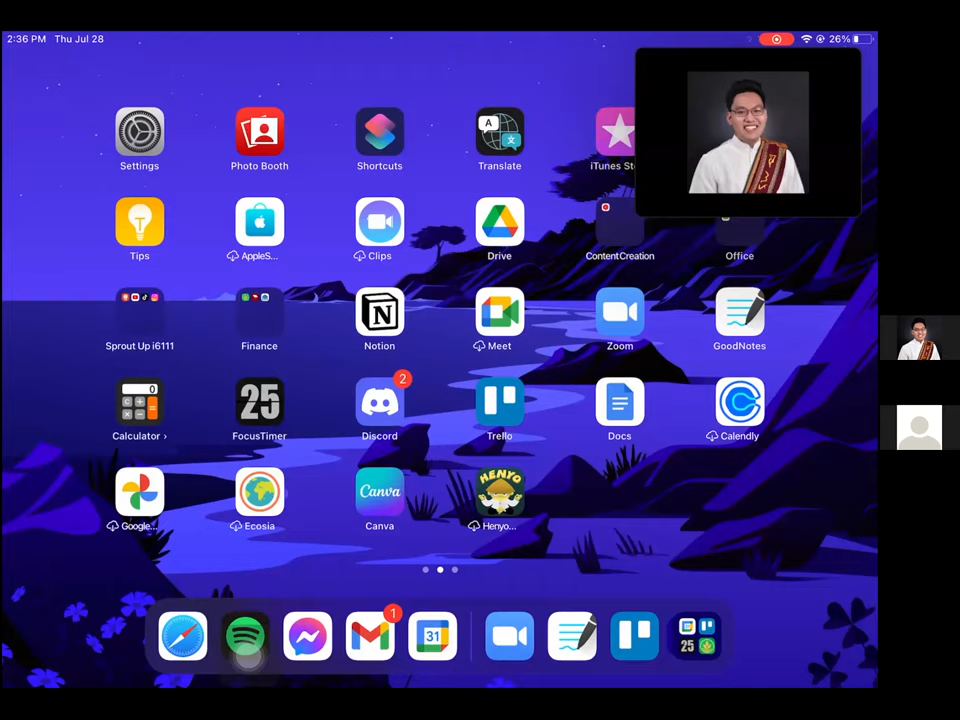 2:36 PM Thu Jul 28
26%
Settings
Photo Booth
Shortcuts
A
Translate
iTunes St
Tips
AppleS...
Clips
Drive
ContentCreation
Office
Sprout Up i6111
Finance
N
Notion
Meet
Zoom
GoodNotes
0
Calculator ›
25
FocusTimer
2
Discord
Trello
Docs
Calendly
Google...
Ecosia
Canva
Canva
HENYO
Henyo...
1
31
25